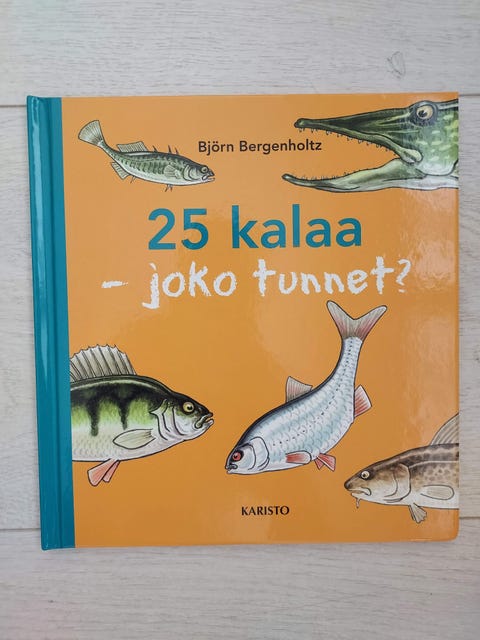 Björn Bergenholtz
25 kalaa
- joko tunnet?
KARISTO